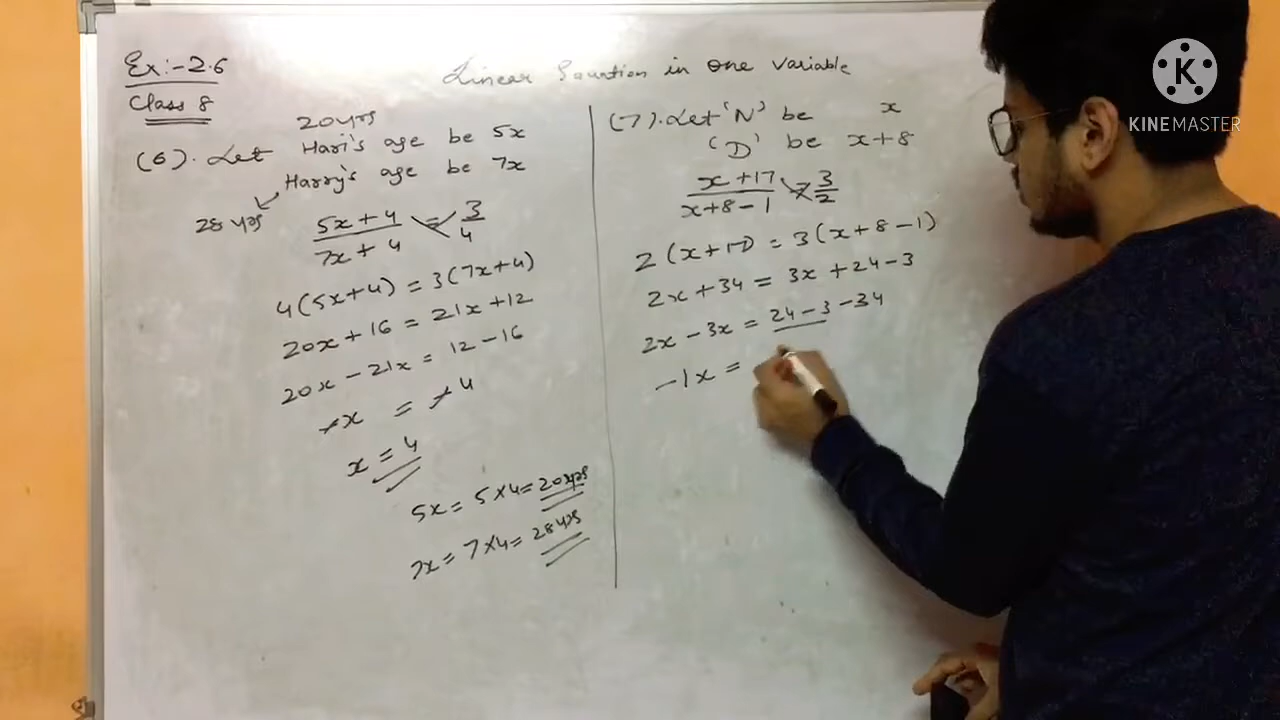 Ex:-2.6
Class 8
Linear Equation in one variable
20yrs
(6). Let Hari's age be 5x
Harry's age be 7x
28 yrs
5x+4/7x+4 = 3/4
4(5x+4) = 3(7x+4)
20x+16 = 21x+12
20x-21x = 12-16
-x = -4
x = 4
5x = 5×4 = 20yrs
7x = 7×4 = 28yrs
(7). Let 'N' be x
'D' be x+8
x+17/x+8-1 = 3/2
2(x+17) = 3(x+8-1)
2x+34 = 3x+24-3
2x-3x = 24-3-34
-1x =
K
KINEMASTER